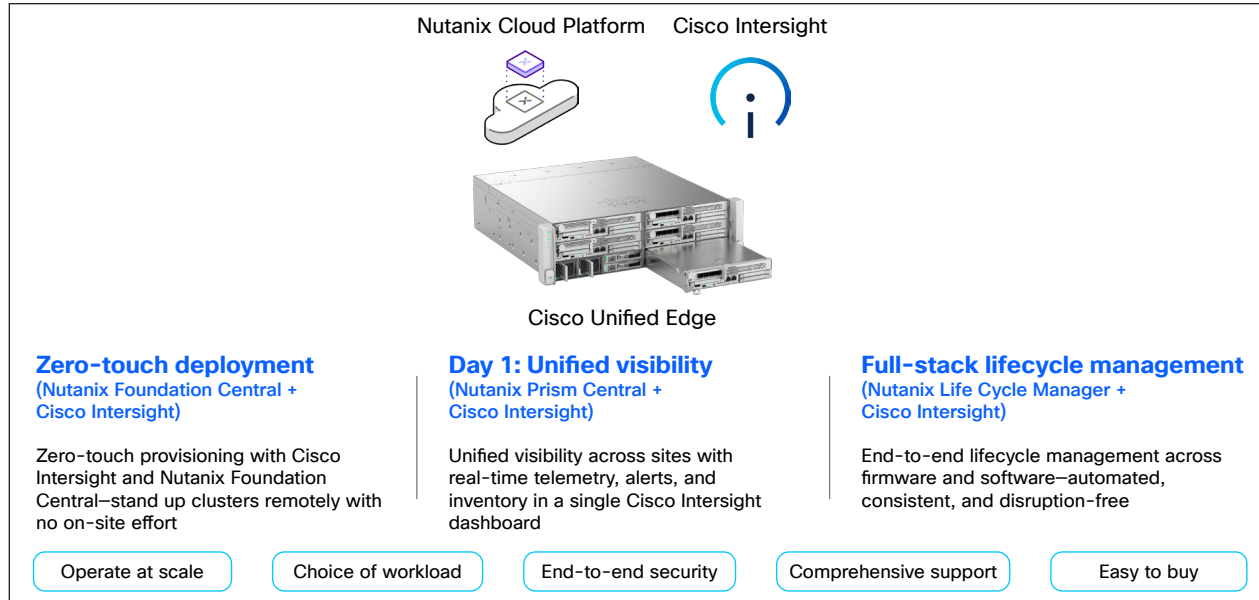 Nutanix Cloud Platform
Cisco Intersight
Cisco Unified Edge
Zero-touch deployment
(Nutanix Foundation Central +
Cisco Intersight)
Zero-touch provisioning with Cisco
Intersight and Nutanix Foundation
Central—stand up clusters remotely with
no on-site effort
Day 1: Unified visibility
(Nutanix Prism Central +
Cisco Intersight)
Unified visibility across sites with
real-time telemetry, alerts, and
inventory in a single Cisco Intersight
dashboard
Full-stack lifecycle management
(Nutanix Life Cycle Manager +
Cisco Intersight)
End-to-end lifecycle management across
firmware and software—automated,
consistent, and disruption-free
Operate at scale
Choice of workload
End-to-end security
Comprehensive support
Easy to buy